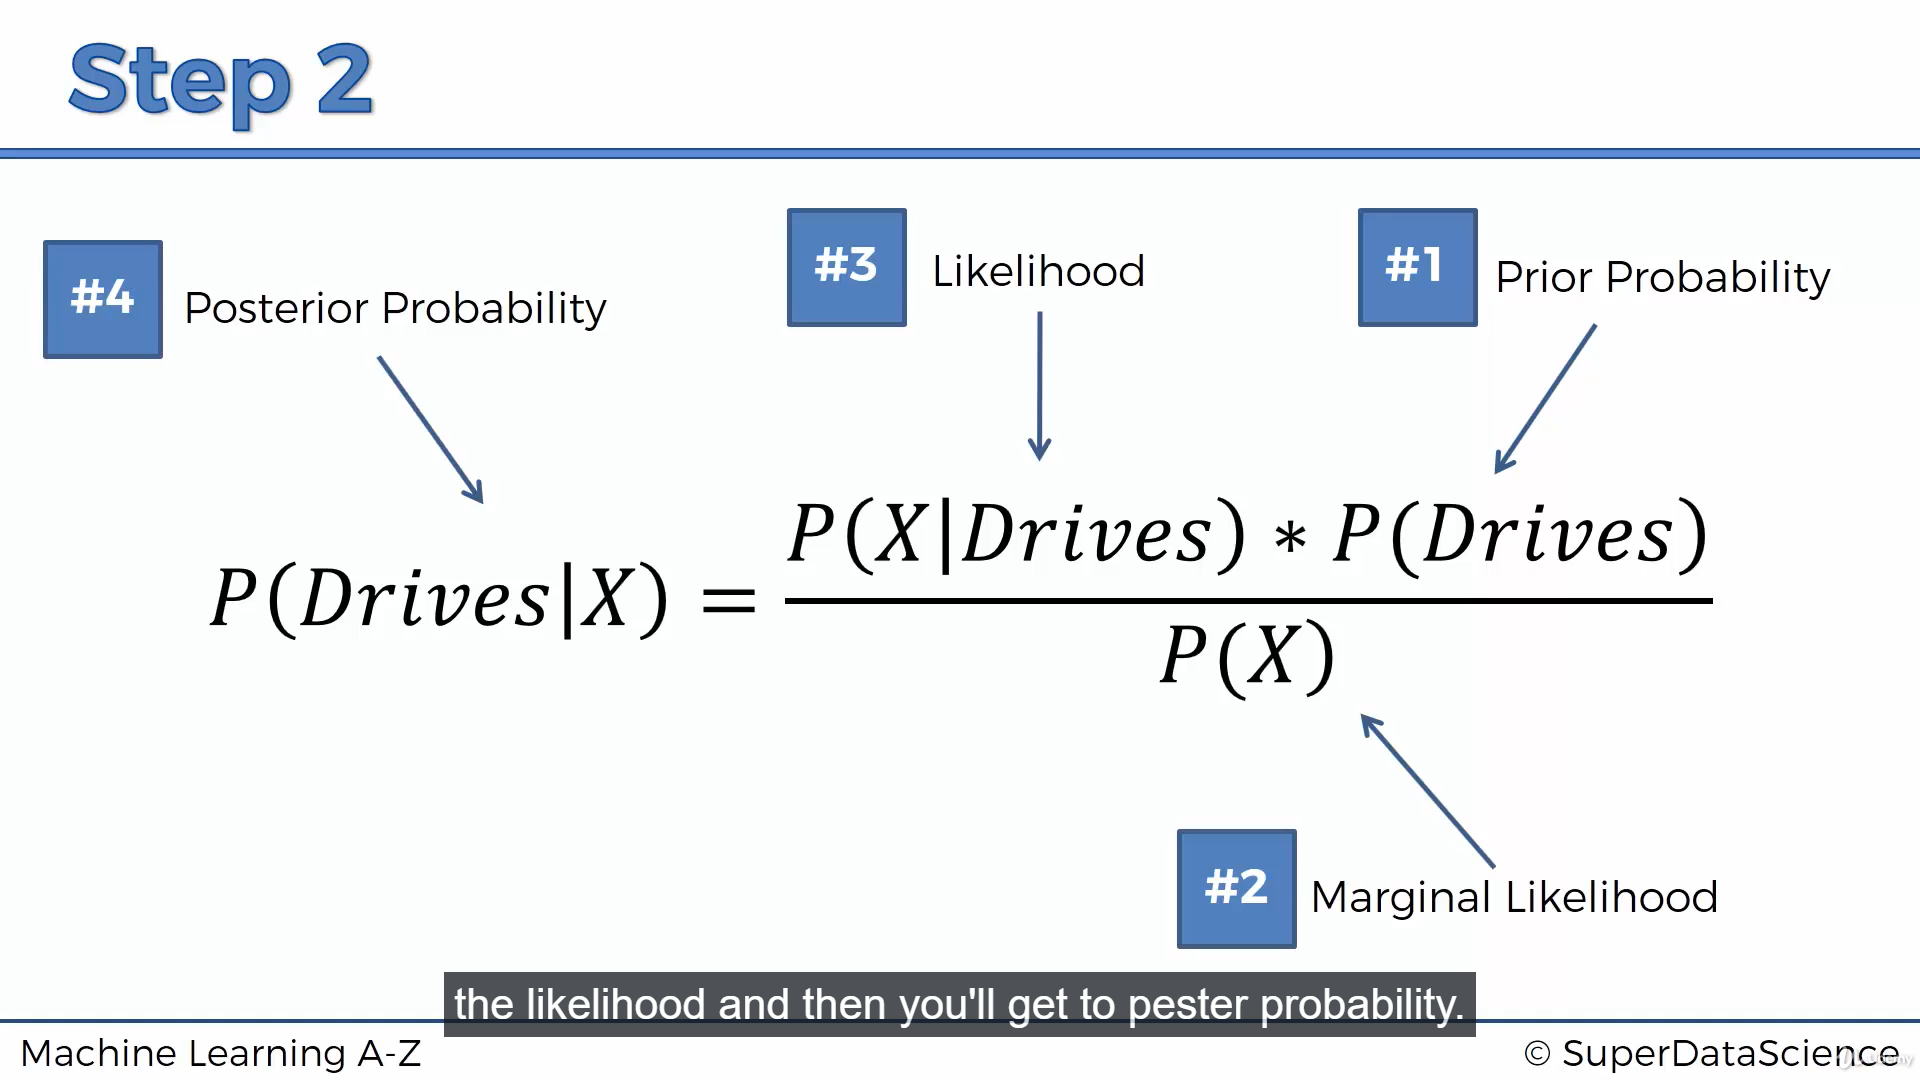 Step 2
#4 Posterior Probability
#3 Likelihood
#1 Prior Probability
P(Drives|X) = P(X|Drives) * P(Drives)
P(X)
#2 Marginal Likelihood
the likelihood and then you'll get to pester probability.
Machine Learning A-Z
© SuperDataScience